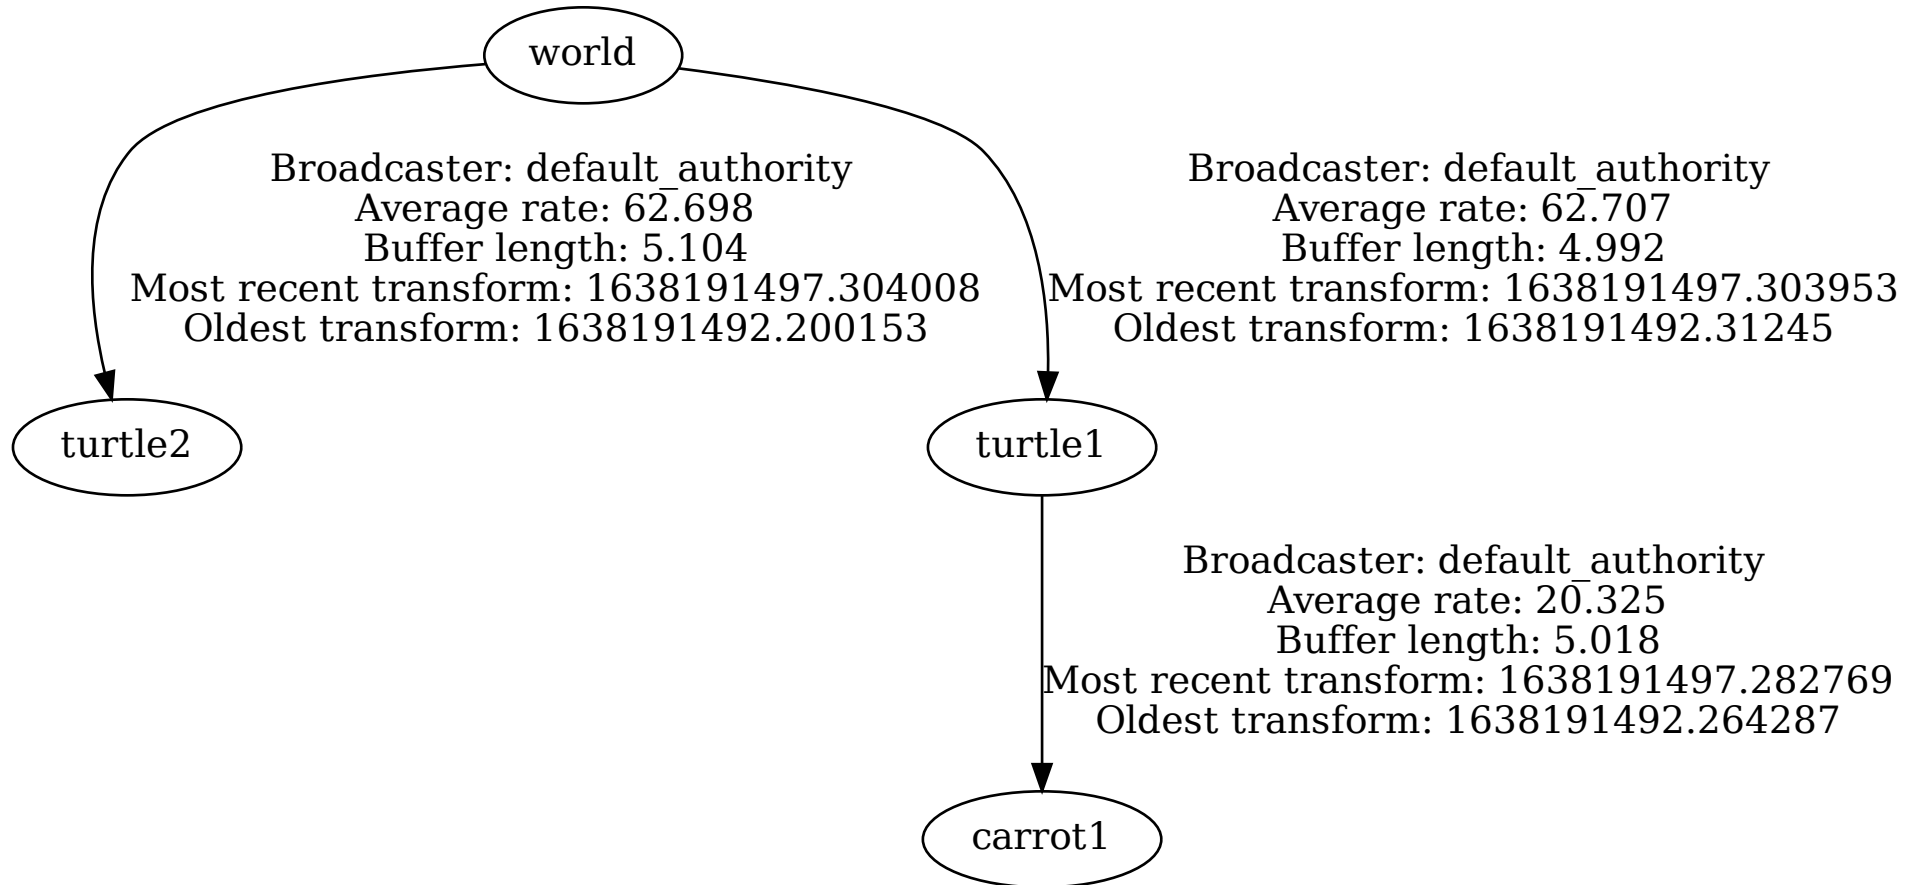 world
Broadcaster: default_authority
Average rate: 62.698
Buffer length: 5.104
Most recent transform: 1638191497.304008
Oldest transform: 1638191492.200153
Broadcaster: default_authority
Average rate: 62.707
Buffer length: 4.992
Most recent transform: 1638191497.303953
Oldest transform: 1638191492.31245
turtle2
turtle1
Broadcaster: default_authority
Average rate: 20.325
Buffer length: 5.018
Most recent transform: 1638191497.282769
Oldest transform: 1638191492.264287
carrot1